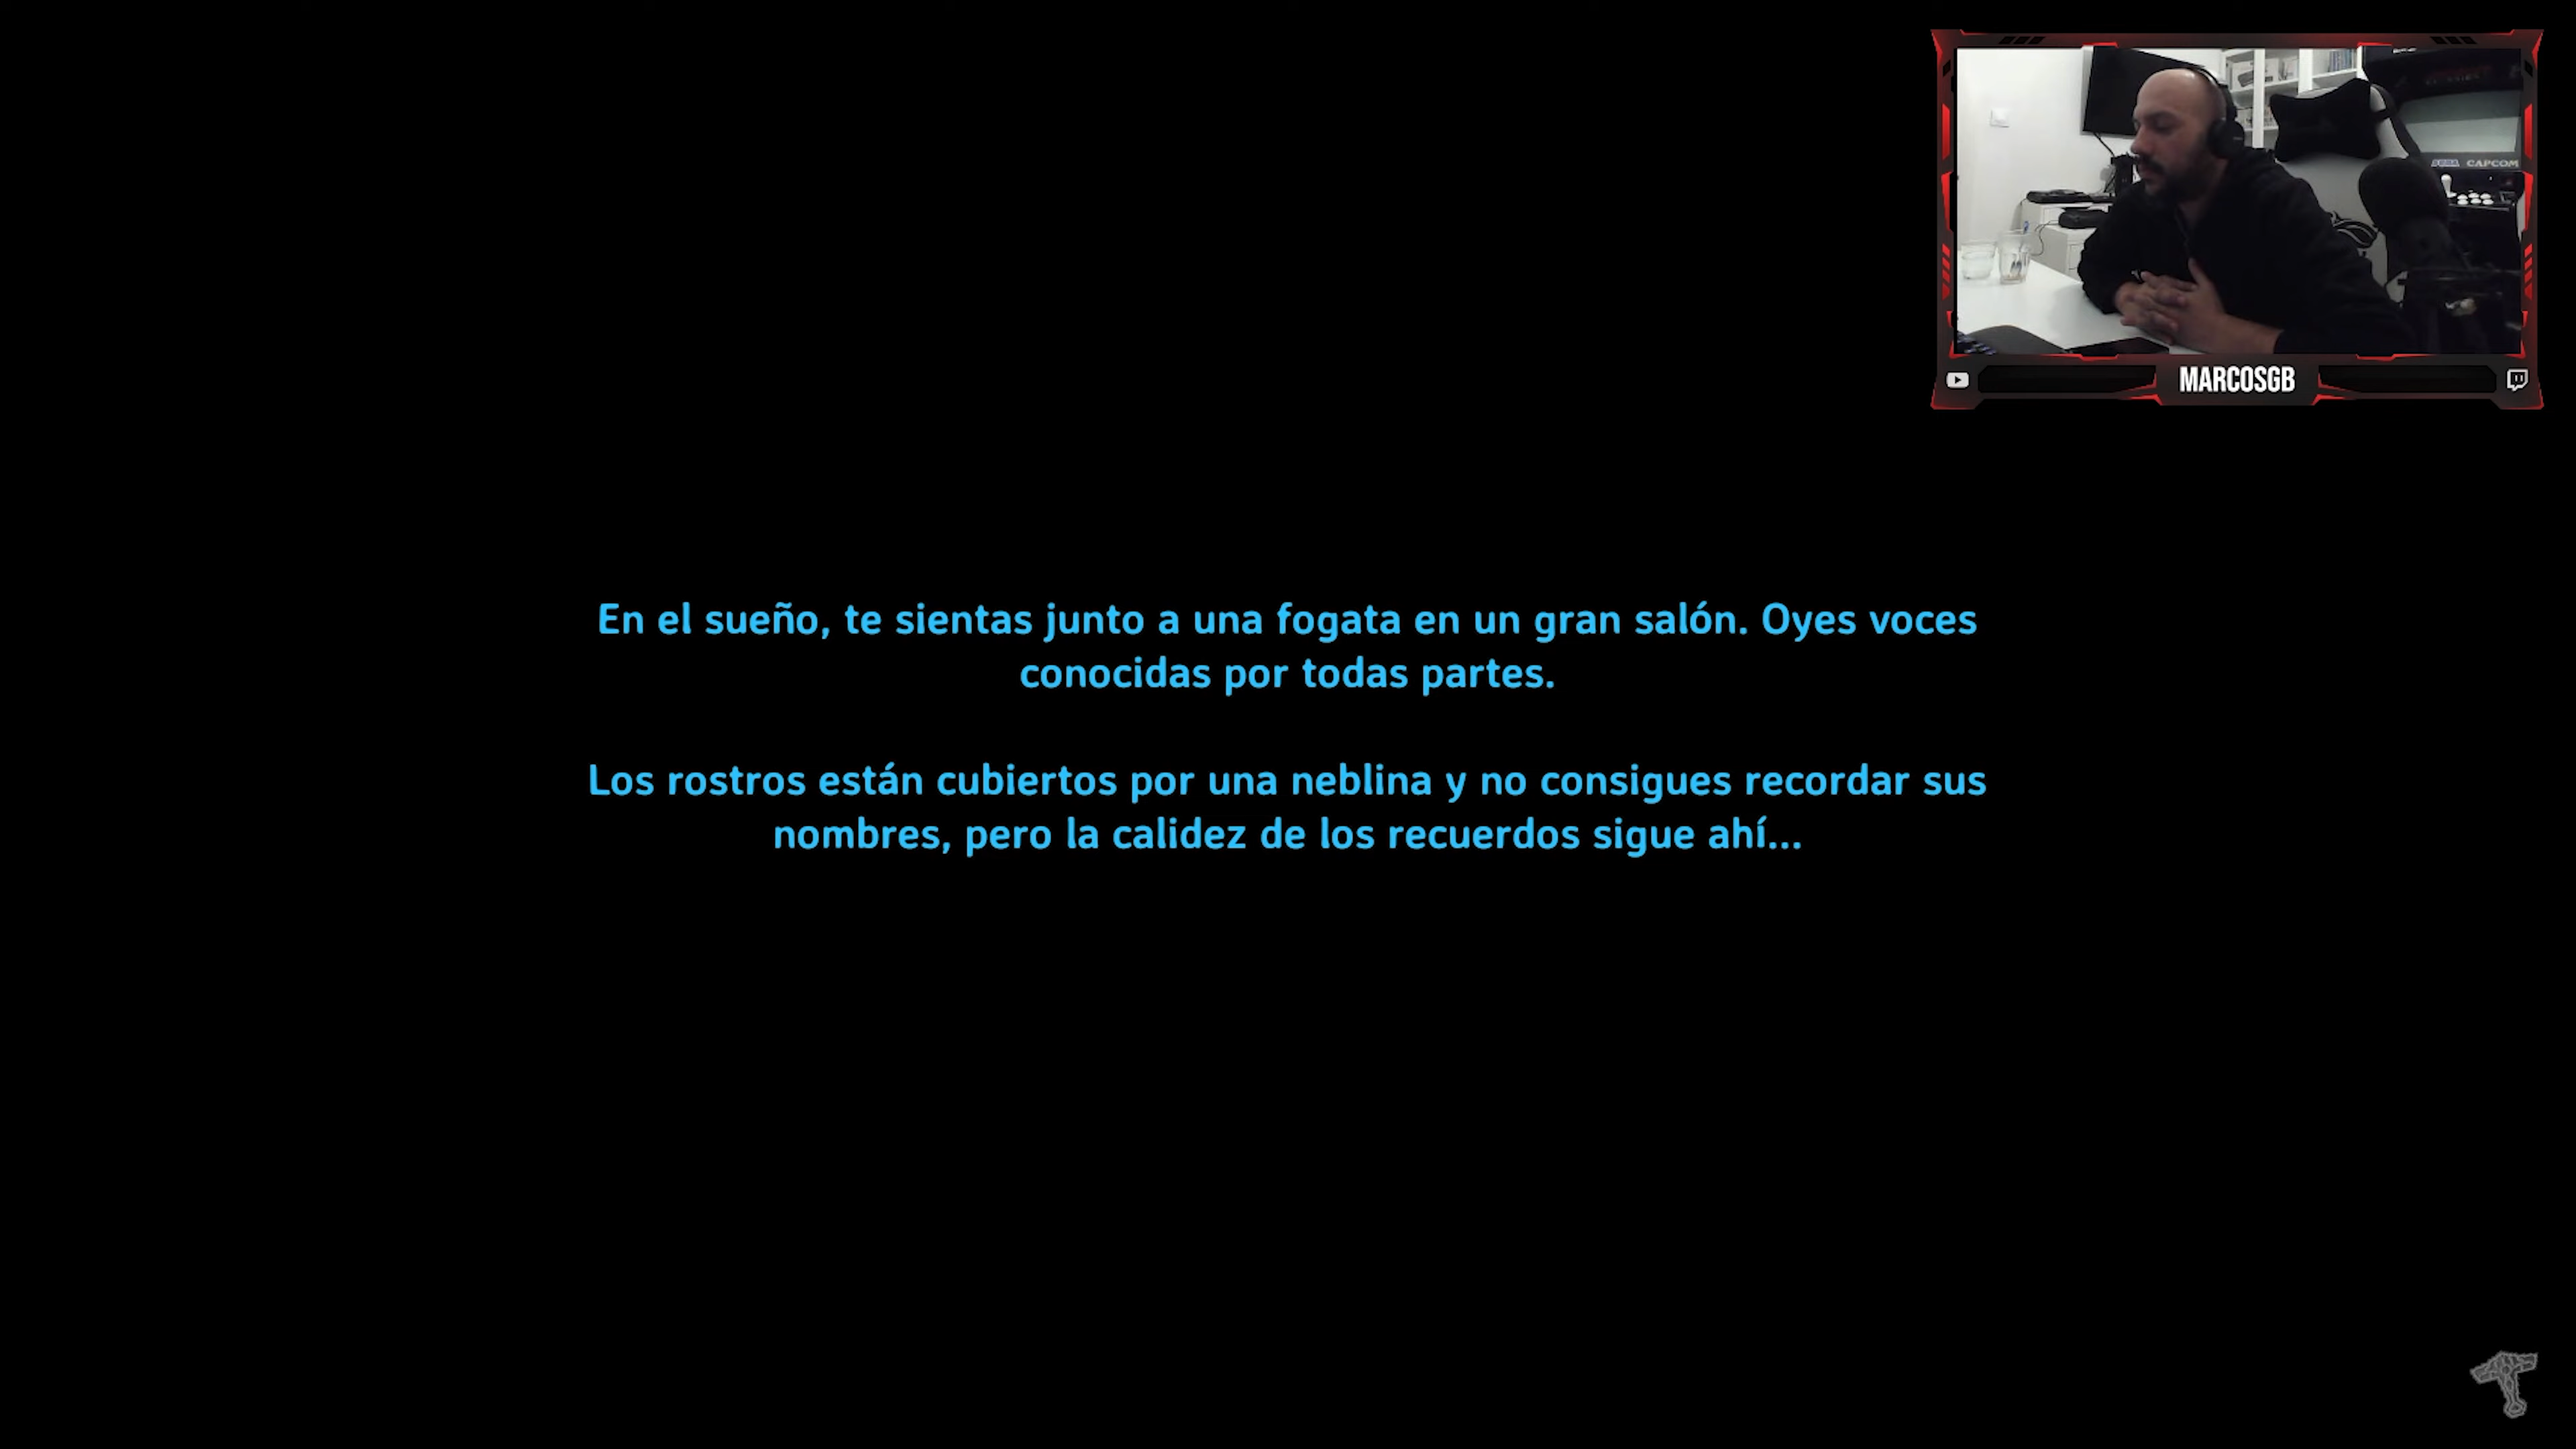 SEGA CAPCOM
MARCOSGB
En el sueño, te sientas junto a una fogata en un gran salón. Oyes voces
conocidas por todas partes.
Los rostros están cubiertos por una neblina y no consigues recordar sus
nombres, pero la calidez de los recuerdos sigue ahí...